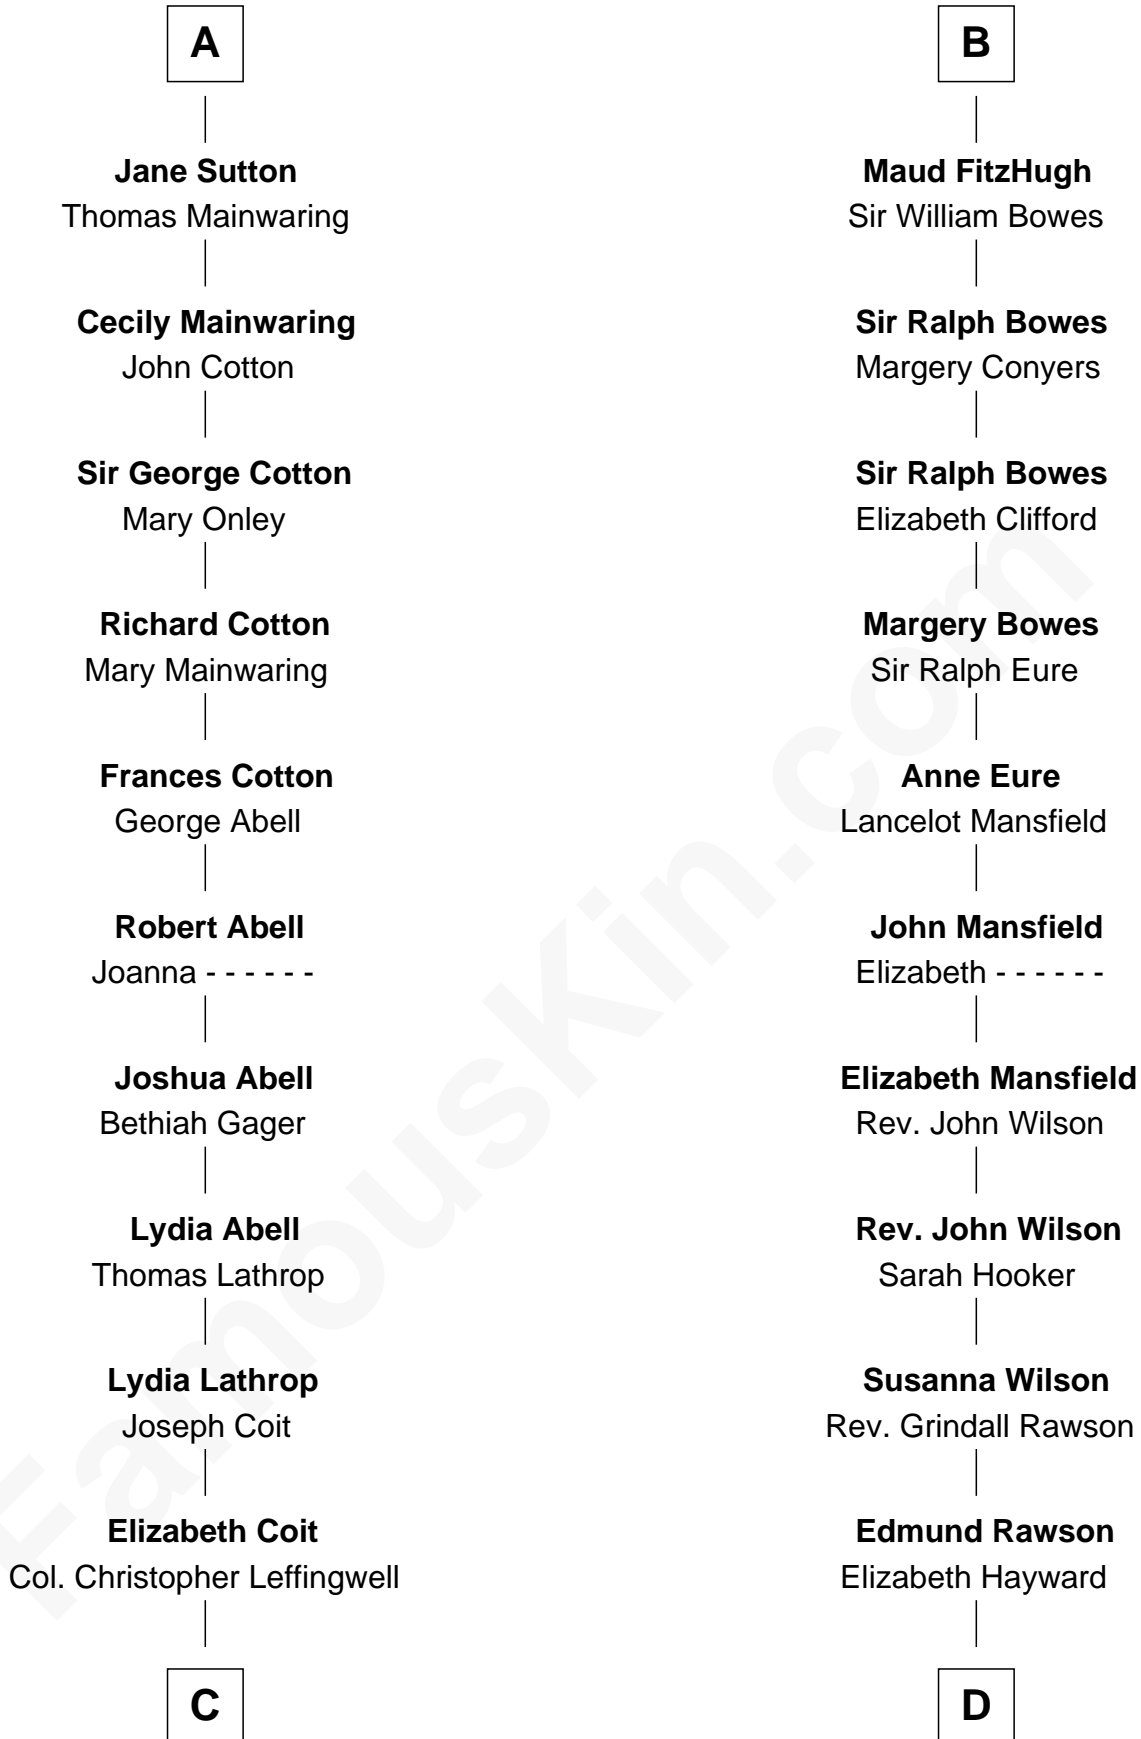 A
Jane Sutton
Thomas Mainwaring
Cecily Mainwaring
John Cotton
Sir George Cotton
Mary Onley
Richard Cotton
Mary Mainwaring
Frances Cotton
George Abell
Robert Abell
Joanna - - - - - -
Joshua Abell
Bethiah Gager
Lydia Abell
Thomas Lathrop
Lydia Lathrop
Joseph Coit
Elizabeth Coit
Col. Christopher Leffingwell
C
B
Maud FitzHugh
Sir William Bowes
Sir Ralph Bowes
Margery Conyers
Sir Ralph Bowes
Elizabeth Clifford
Margery Bowes
Sir Ralph Eure
Anne Eure
Lancelot Mansfield
John Mansfield
Elizabeth - - - - - -
Elizabeth Mansfield
Rev. John Wilson
Rev. John Wilson
Sarah Hooker
Susanna Wilson
Rev. Grindall Rawson
Edmund Rawson
Elizabeth Hayward
D
FamousKin.com